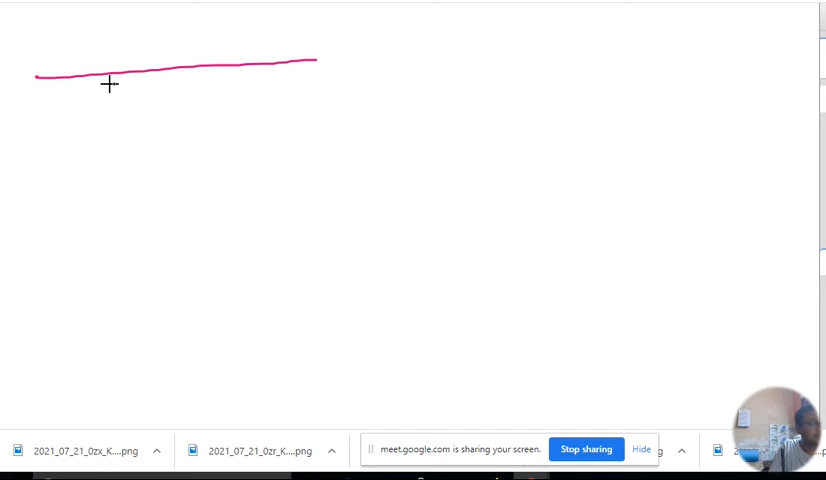 2021_07_21_0zx_K....png
2021_07_21_0zr_K....png
meet.google.com is sharing your screen.
Stop sharing
Hide